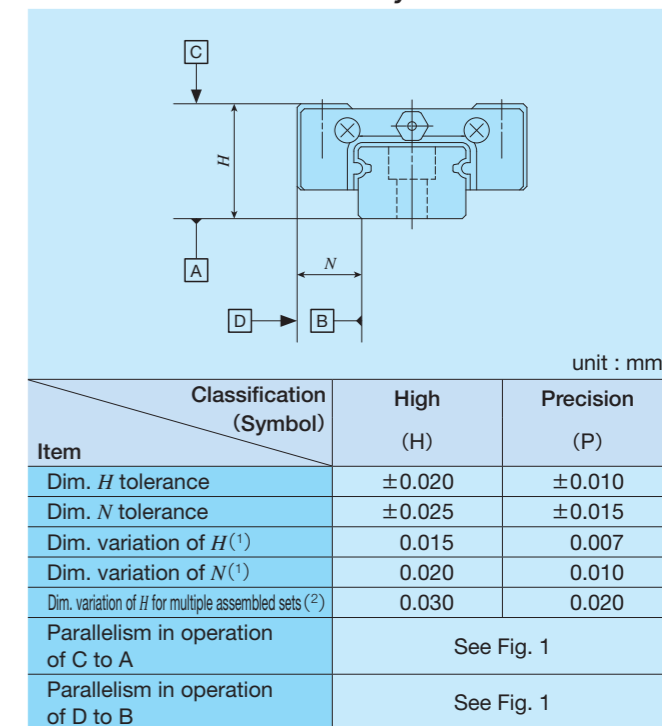 C
H
A
N
D B
unit : mm
Classification
(Symbol)
Item
High
(H)
Precision
(P)
Dim. H tolerance ±0.020 ±0.010
Dim. N tolerance ±0.025 ±0.015
Dim. variation of H(1) 0.015 0.007
Dim. variation of N(1) 0.020 0.010
Dim. variation of H for multiple assembled sets (2) 0.030 0.020
Parallelism in operation
of C to A
See Fig. 1
Parallelism in operation
of D to B
See Fig. 1